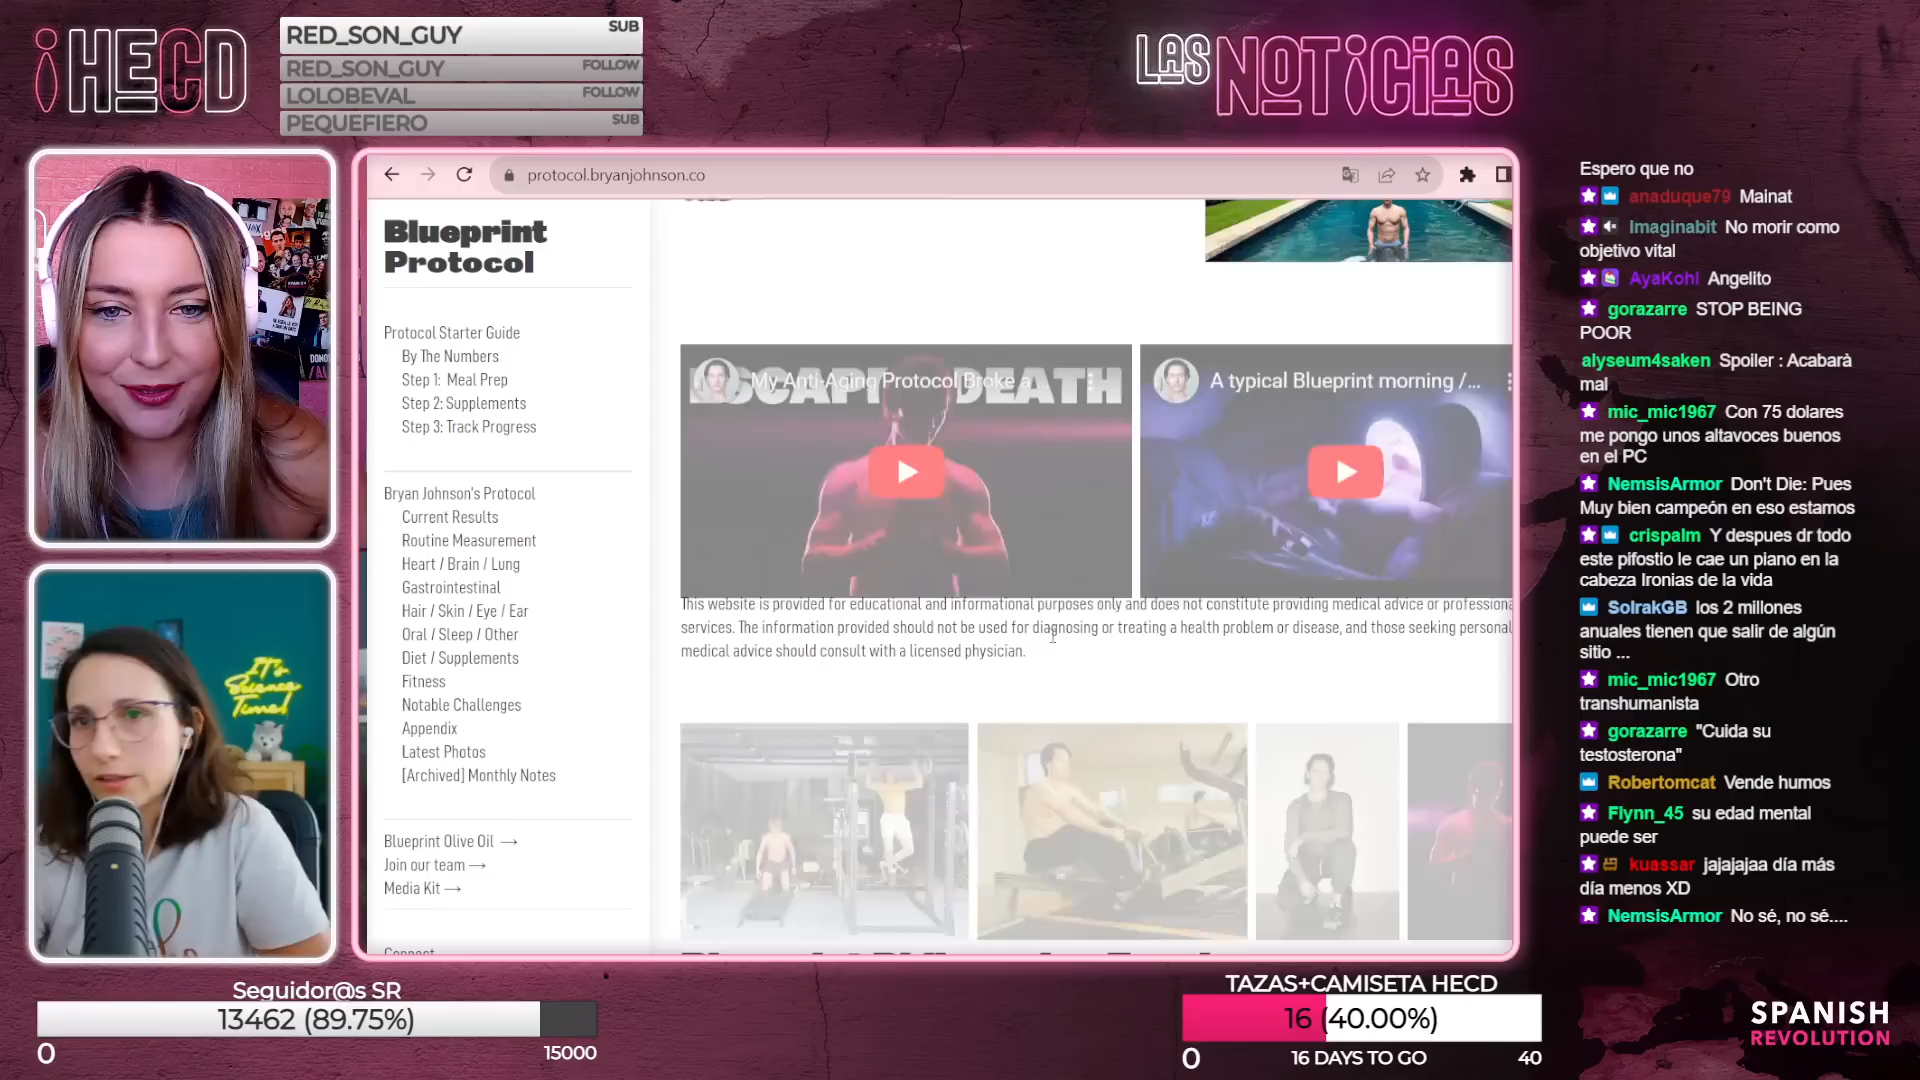 ¡HECD
RED_SON_GUY SUB
RED_SON_GUY FOLLOW
LOLOBEVAL FOLLOW
PEQUEFIERO SUB
LAS NOTICIAS
protocol.bryanjohnson.co
Blueprint
Protocol
Protocol Starter Guide
By The Numbers
Step 1: Meal Prep
Step 2: Supplements
Step 3: Track Progress
Bryan Johnson's Protocol
Current Results
Routine Measurement
Heart / Brain / Lung
Gastrointestinal
Hair / Skin / Eye / Ear
Oral / Sleep / Other
Diet / Supplements
Fitness
Notable Challenges
Appendix
Latest Photos
[Archived] Monthly Notes
Blueprint Olive Oil →
Join our team →
Media Kit →
Connect
My Anti-Aging Protocol Broke a...
DEATH
A typical Blueprint morning /...
This website is provided for educational and informational purposes only and does not constitute providing medical advice or professiona
services. The information provided should not be used for diagnosing or treating a health problem or disease, and those seeking personal
medical advice should consult with a licensed physician.
IT'S
Science
Time!
VOX
Espero que no
anaduque79 Mainat
Imaginabit No morir como
objetivo vital
AyaKohl Angelito
gorazarre STOP BEING
POOR
alyseum4saken Spoiler : Acabarà
mal
mic_mic1967 Con 75 dolares
me pongo unos altavoces buenos
en el PC
NemsisArmor Don't Die: Pues
Muy bien campeón en eso estamos
crispalm Y despues dr todo
este pifostio le cae un piano en la
cabeza Ironias de la vida
SolrakGB los 2 millones
anuales tienen que salir de algún
sitio ...
mic_mic1967 Otro
transhumanista
gorazarre "Cuida su
testosterona"
Robertomcat Vende humos
Flynn_45 su edad mental
puede ser
kuassar jajajajaa día más
día menos XD
NemsisArmor No sé, no sé....
Seguidor@s SR
13462 (89.75%)
0 15000
TAZAS+CAMISETA HECD
16 (40.00%)
0 16 DAYS TO GO 40
SPANISH
REVOLUTION